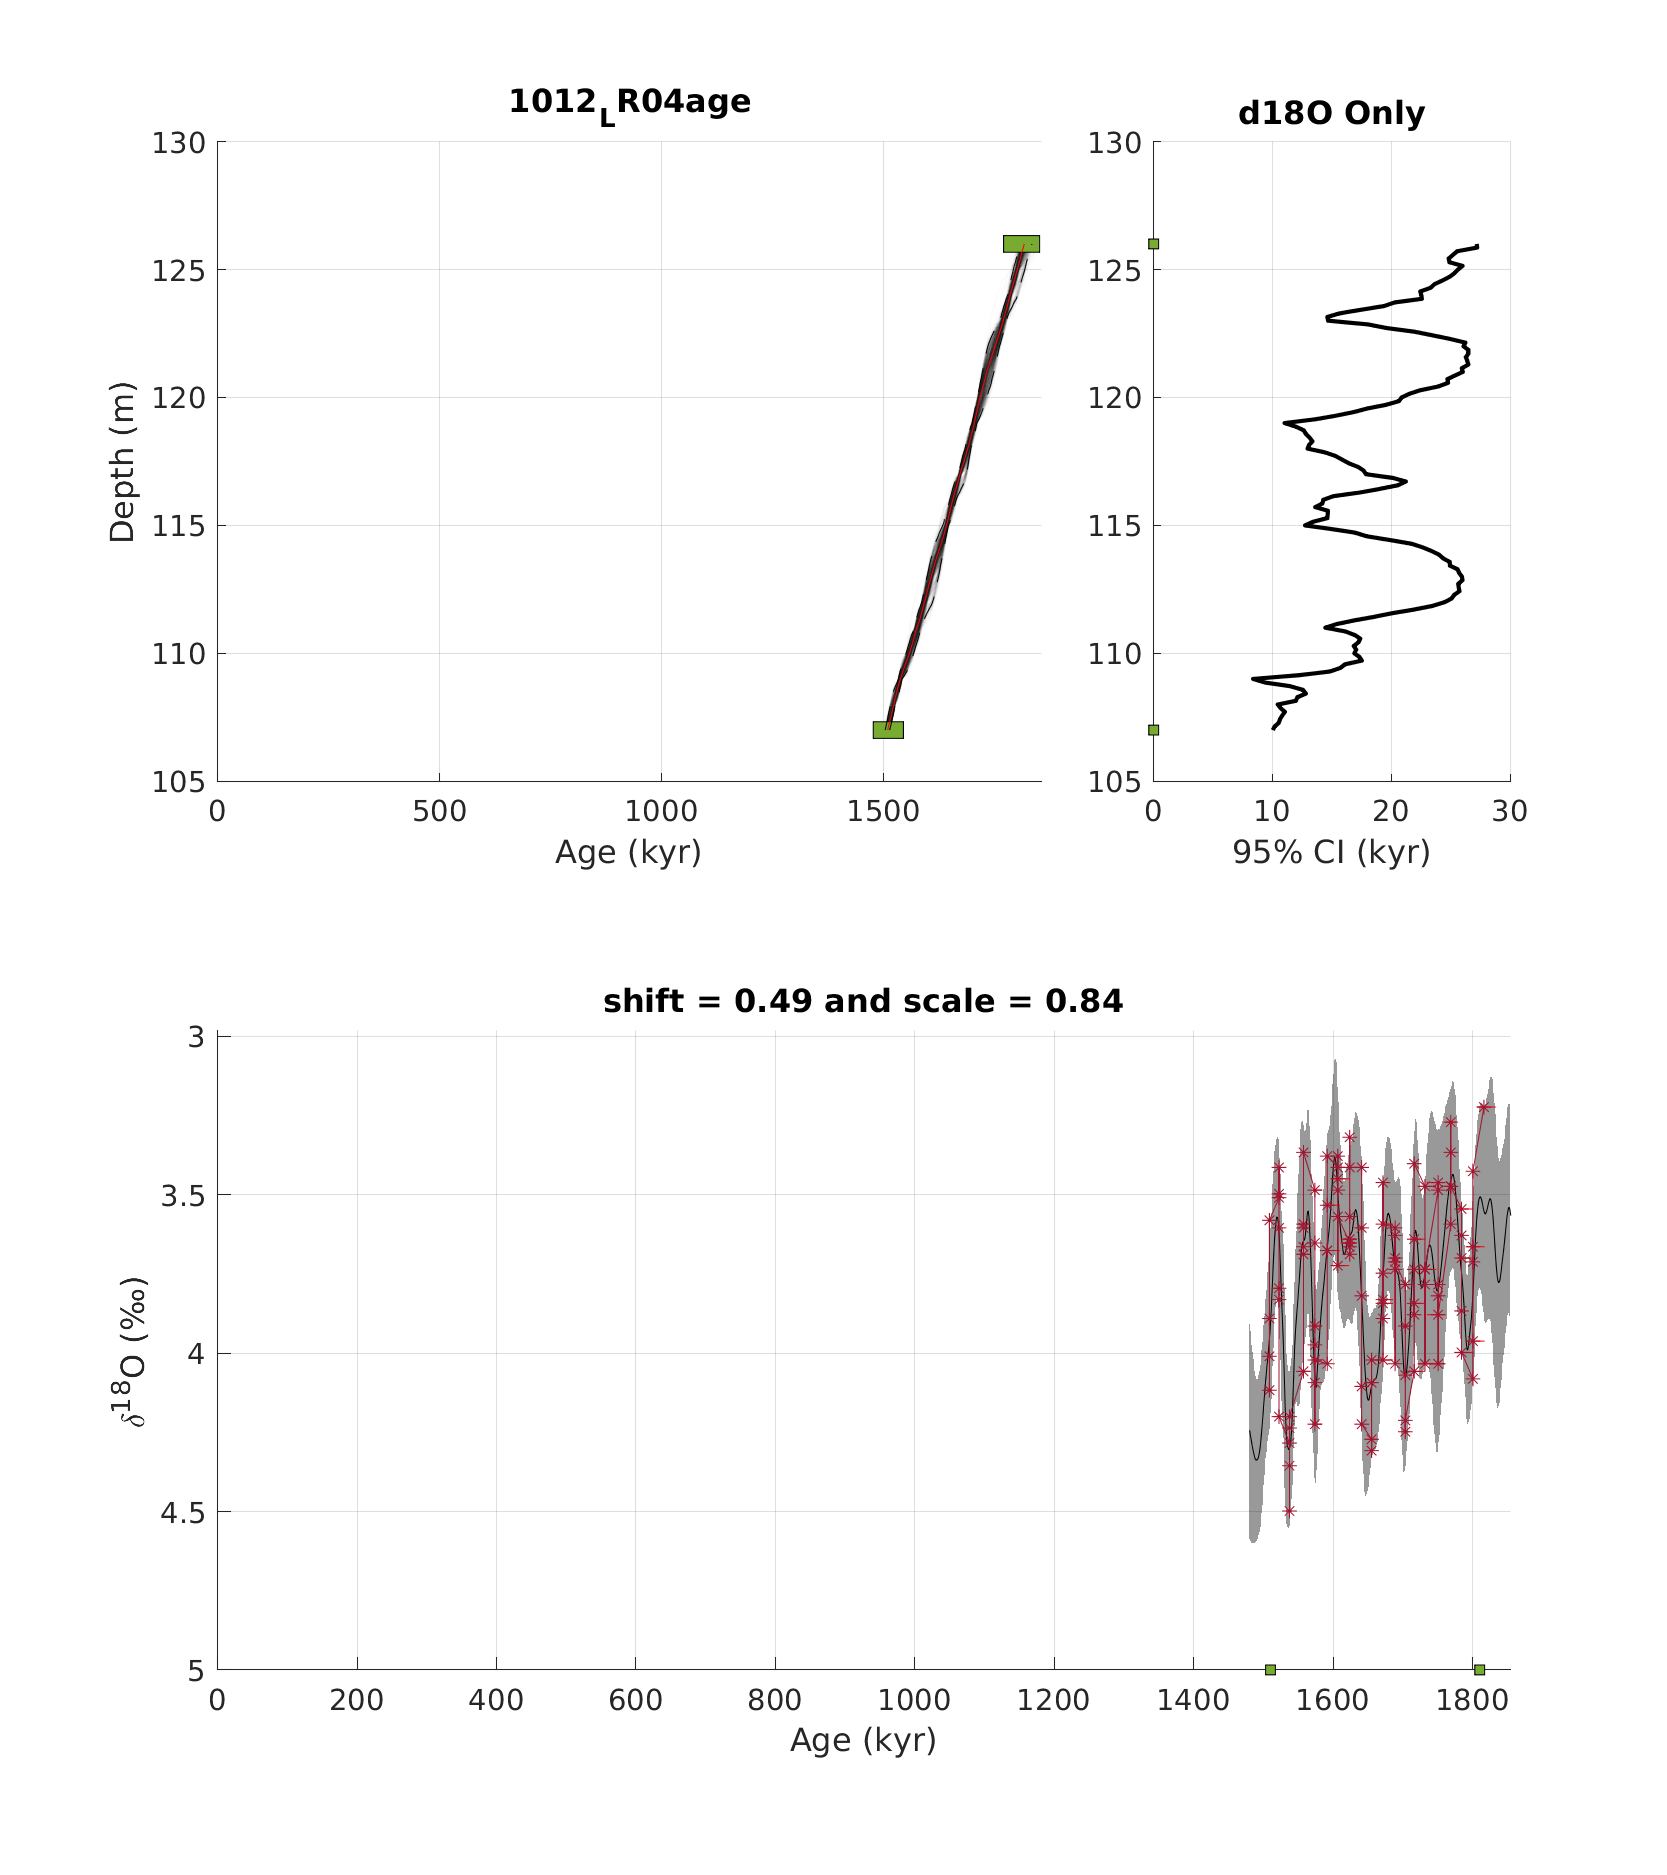 1012_LR04age
d18O Only
130
125
120
115
110
105
Depth (m)
0 500 1000 1500
Age (kyr)
130
125
120
115
110
105
0 10 20 30
95% CI (kyr)
shift = 0.49 and scale = 0.84
3
3.5
4
4.5
5
δ¹⁸O (‰)
0 200 400 600 800 1000 1200 1400 1600 1800
Age (kyr)